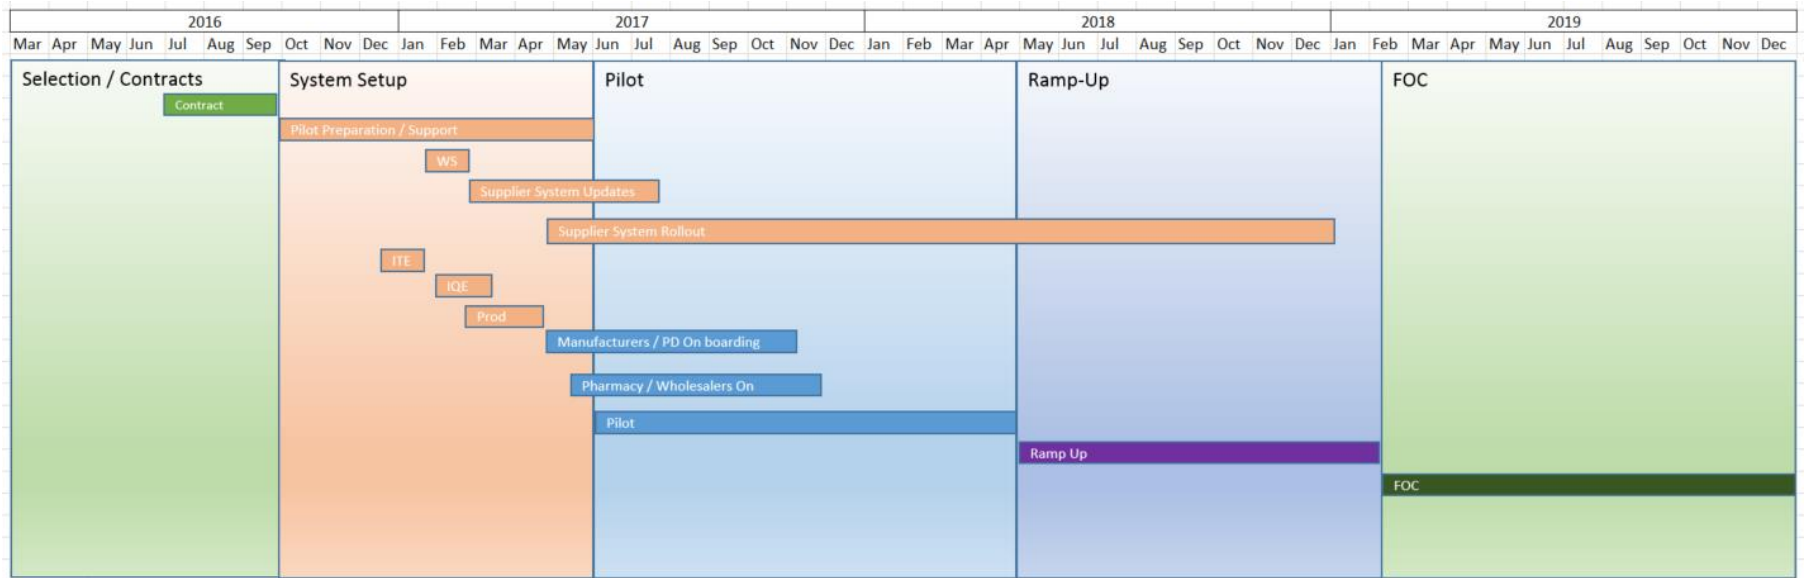 2016 2017 2018 2019
Mar Apr May Jun Jul Aug Sep Oct Nov Dec Jan Feb Mar Apr May Jun Jul Aug Sep Oct Nov Dec Jan Feb Mar Apr May Jun Jul Aug Sep Oct Nov Dec Jan Feb Mar Apr May Jun Jul Aug Sep Oct Nov Dec
Selection / Contracts System Setup Pilot Ramp-Up FOC
Contract
Pilot Preparation / Support
WS
Supplier System Updates
Supplier System Rollout
ITE
IQE
Prod
Manufacturers / PD On boarding
Pharmacy / Wholesalers On
Pilot
Ramp Up
FOC